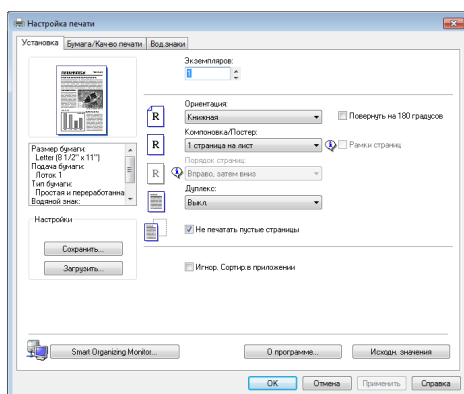 Настройка печати
Установка Бумага/Кач-во печати Вод.знаки
Экземпляров:
1
Ориентация:
R Книжная Повернуть на 180 градусов
Компоновка/Постер:
R 1 страница на лист Рамки страниц
Порядок страниц:
R Вправо, затем вниз
Дуплекс:
Выкл.
Не печатать пустые страницы
Игнор. Сортир.в приложении
Размер бумаги:
Letter (8 1/2" x 11")
Подача бумаги:
Лоток 1
Тип бумаги:
Простая и переработанна
Водяной знак:
Настройки
Сохранить...
Загрузить...
Smart Organizing Monitor... О программе... Исходн. значения
OK Отмена Применить Справка